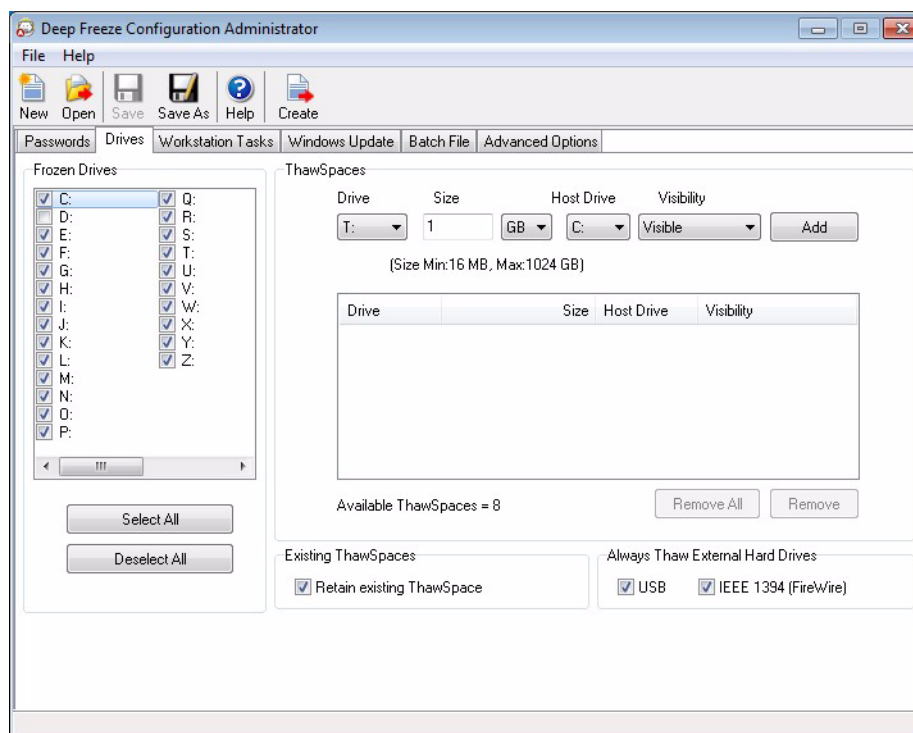 Deep Freeze Configuration Administrator
File Help
New Open Save Save As Help Create
Passwords Drives Workstation Tasks Windows Update Batch File Advanced Options
Frozen Drives
C: Q:
D: R:
E: S:
F: T:
G: U:
H: V:
I: W:
J: X:
K: Y:
L: Z:
M:
N:
O:
P:
Select All
Deselect All
ThawSpaces
Drive Size Host Drive Visibility
T: 1 GB C: Visible Add
(Size Min:16 MB, Max:1024 GB)
Drive Size Host Drive Visibility
Available ThawSpaces = 8 Remove All Remove
Existing ThawSpaces
Retain existing ThawSpace
Always Thaw External Hard Drives
USB IEEE 1394 (FireWire)